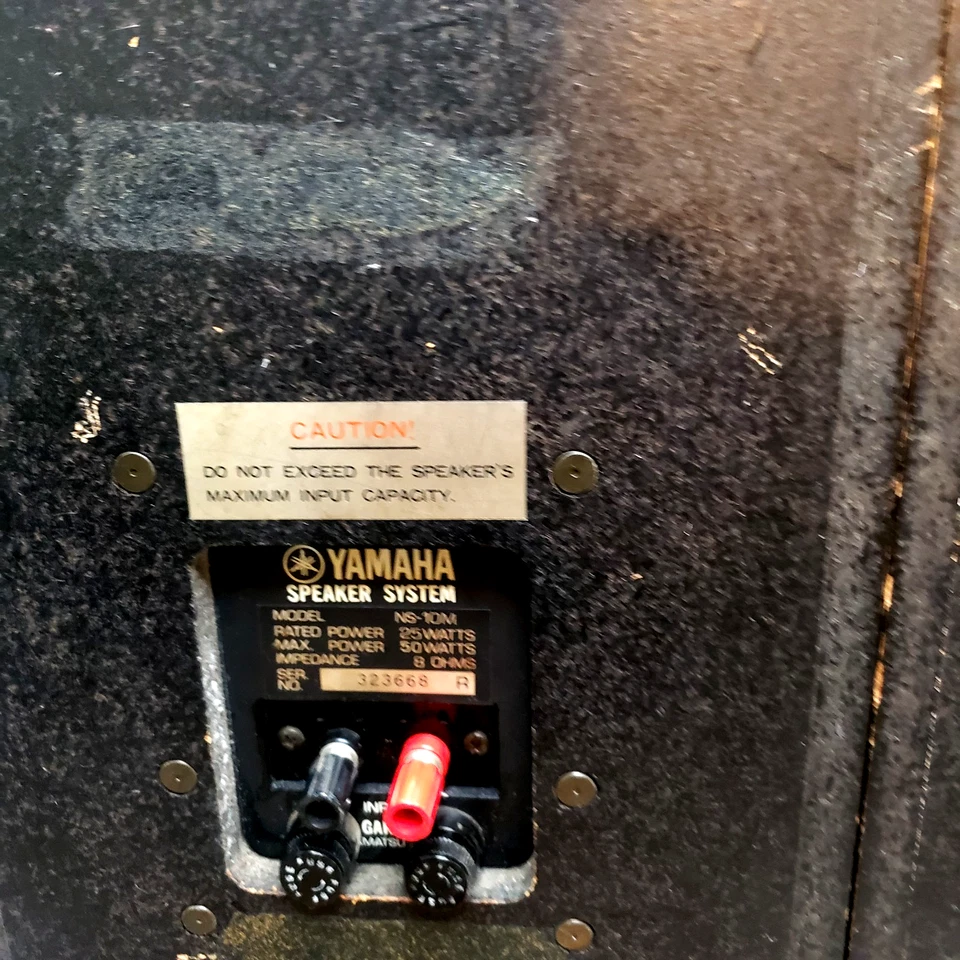 CAUTION!
DO NOT EXCEED THE SPEAKER'S
MAXIMUM INPUT CAPACITY.
YAMAHA
SPEAKER SYSTEM
MODEL NS-10M
RATED POWER 25WATTS
MAX. POWER 50WATTS
IMPEDANCE 8 OHMS
SER. NO. 323668 R